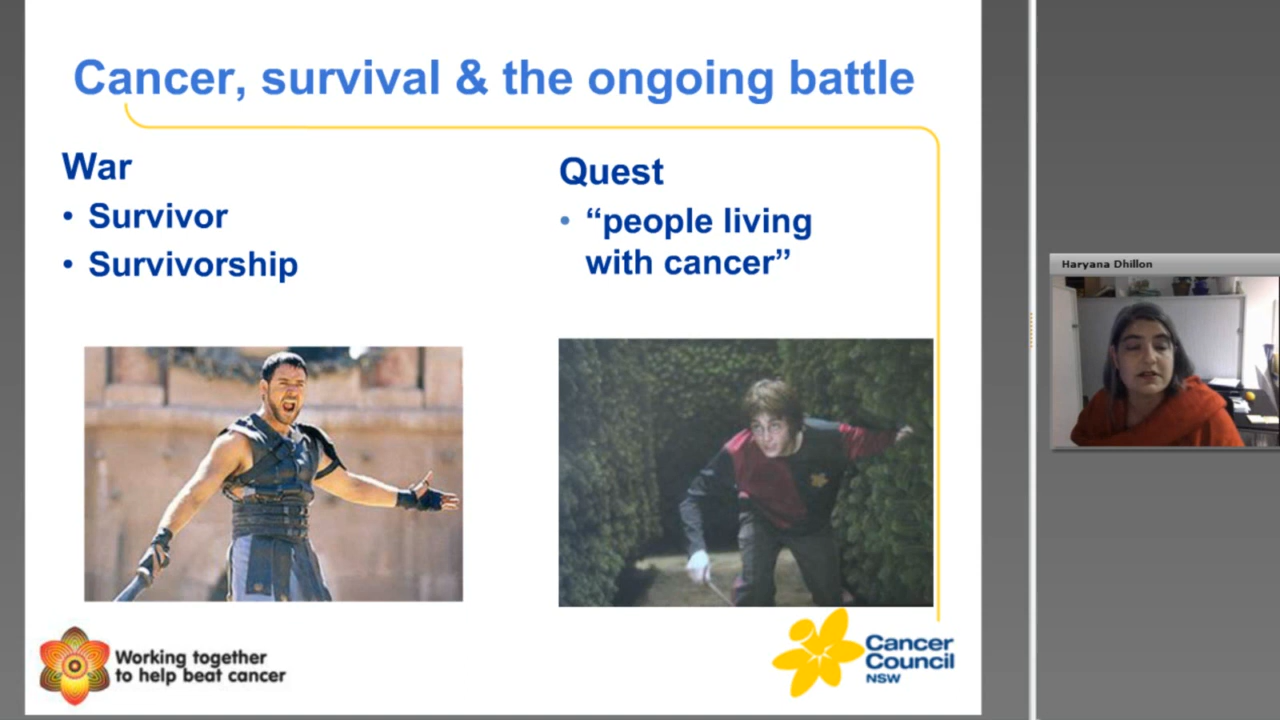 Cancer, survival & the ongoing battle
War
• Survivor
• Survivorship
Quest
• “people living
with cancer”
Working together
to help beat cancer
Cancer
Council
NSW
Haryana Dhillon